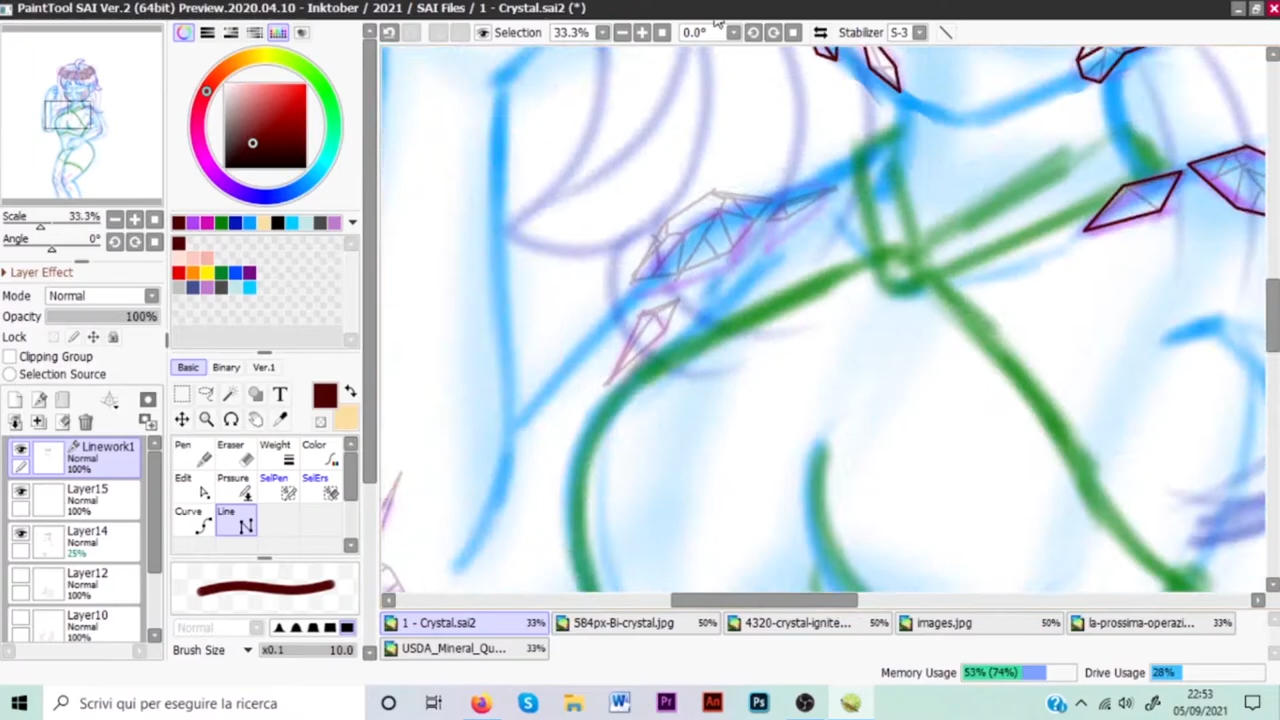 PaintTool SAI Ver.2 (64bit) Preview.2020.04.10 - Inktober / 2021 / SAI Files / 1 - Crystal.sai2 (*)
Selection 33.3% 0.0° Stabilizer S-3
Scale 33.3%
Angle 0°
Layer Effect
Mode Normal
Opacity 100%
Lock
Clipping Group
Selection Source
Linework1
Normal
100%
Layer15
Normal
100%
Layer14
Normal
25%
Layer12
Normal
100%
Layer10
Normal
100%
Basic Binary Ver.1
T
Pen Eraser Weight Color
Edit Prssure SelPen SelErs
Curve Line
Normal
Brush Size x0.1 10.0
1 - Crystal.sai2 33%
584px-Bi-crystal.jpg 50%
4320-crystal-ignite... 50%
images.jpg 50%
la-prossima-operazi... 33%
USDA_Mineral_Qu... 33%
Memory Usage 53% (74%) Drive Usage 28%
Scrivi qui per eseguire la ricerca
22:53
05/09/2021